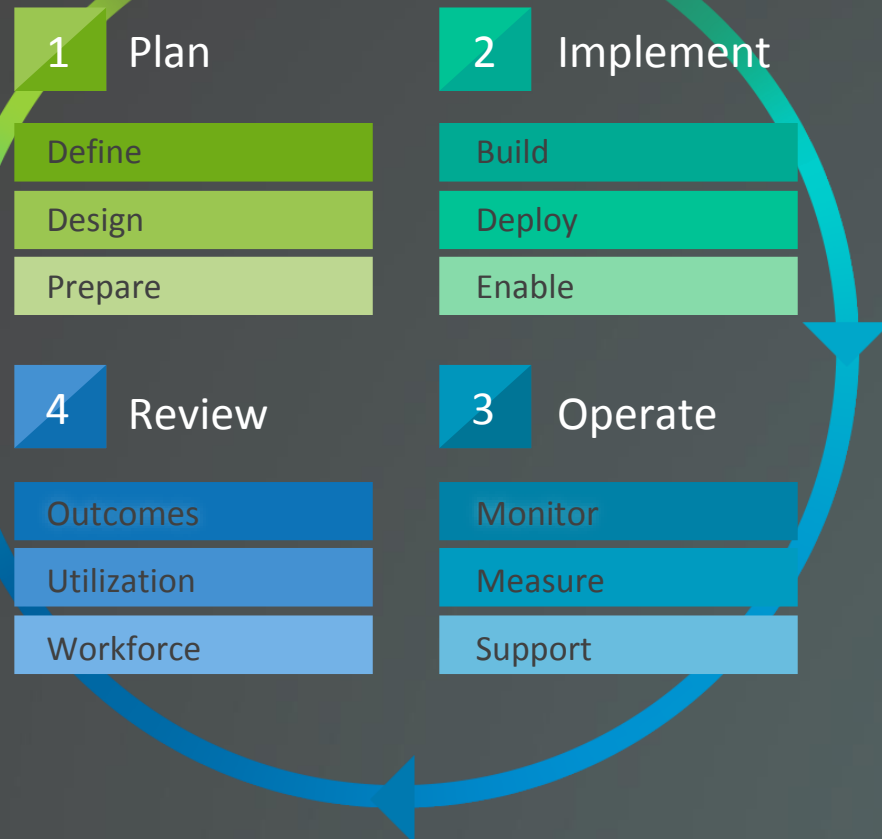 1 Plan
Define
Design
Prepare
2 Implement
Build
Deploy
Enable
3 Operate
Monitor
Measure
Support
4 Review
Outcomes
Utilization
Workforce